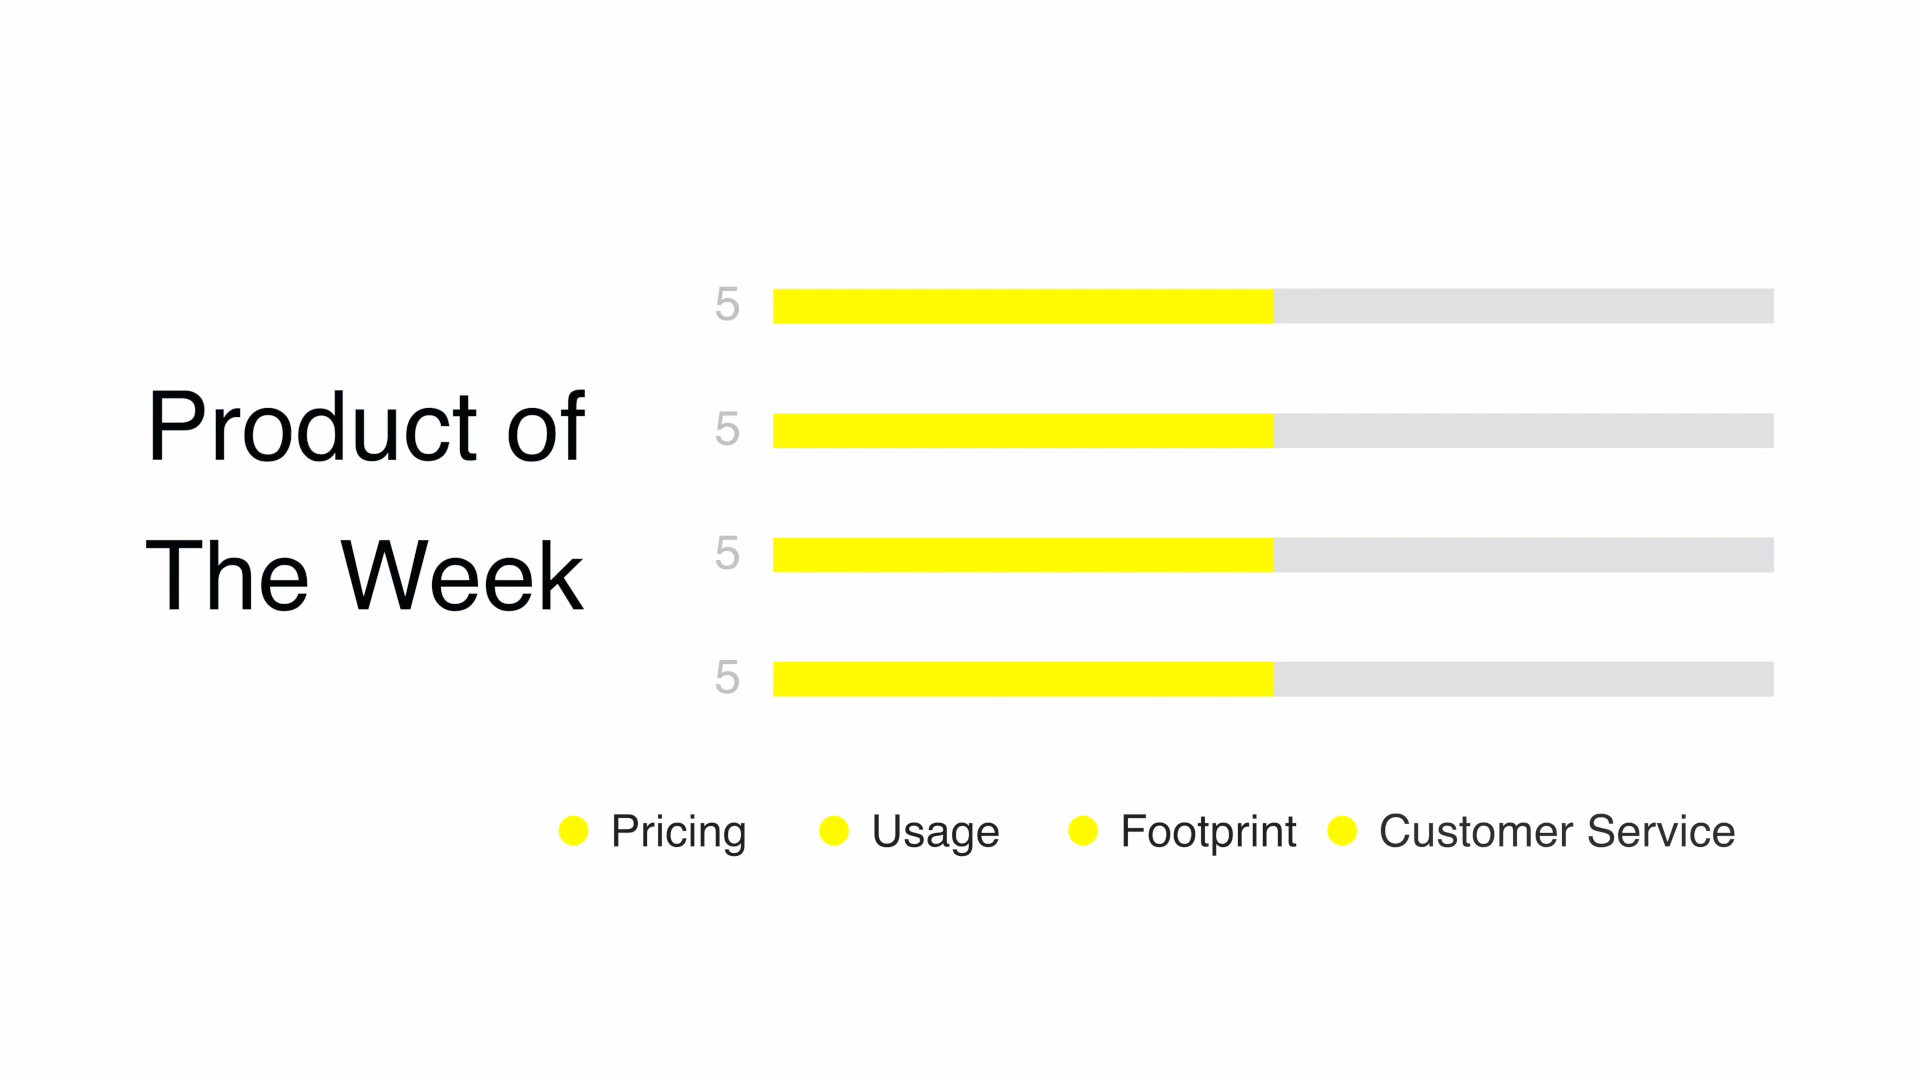 Product of
The Week
5
5
5
5
Pricing
Usage
Footprint
Customer Service